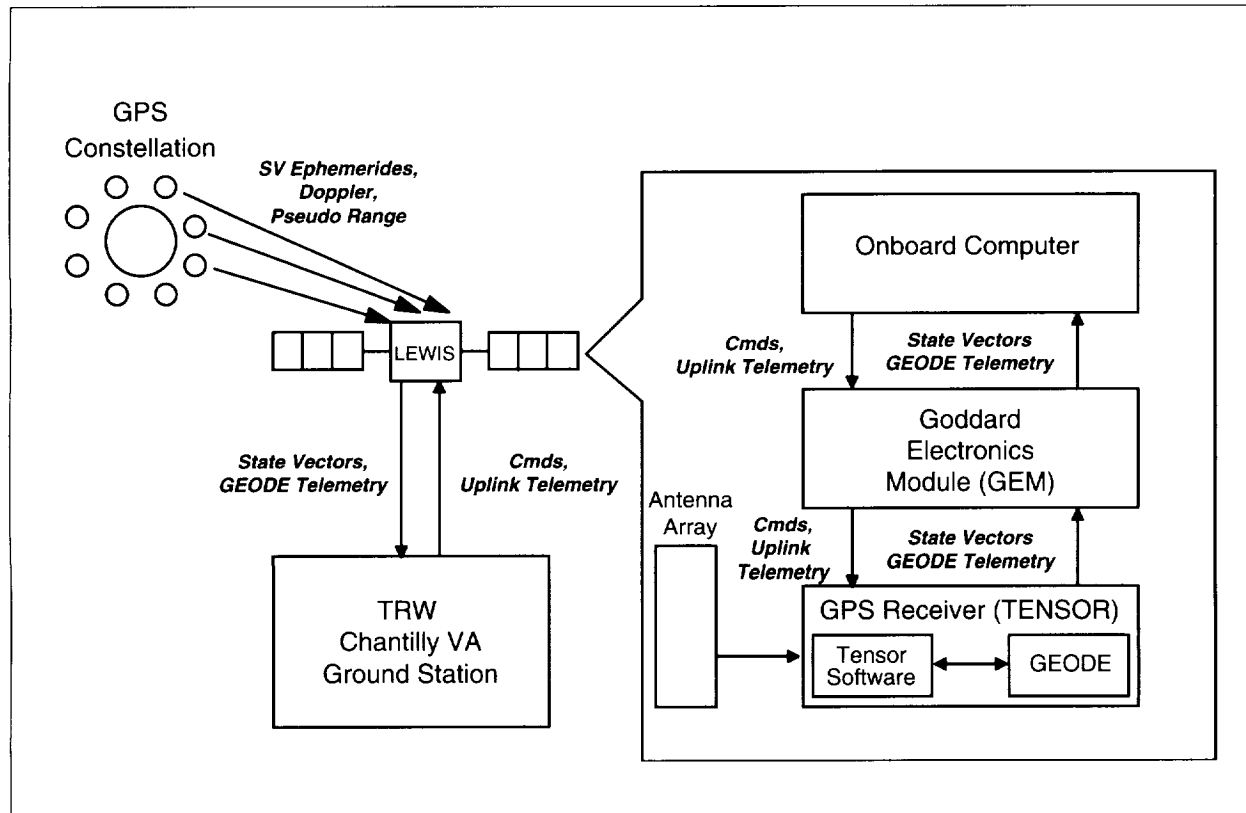 GPS
Constellation
SV Ephemerides,
Doppler,
Pseudo Range
LEWIS
State Vectors,
GEODE Telemetry
Cmds,
Uplink Telemetry
TRW
Chantilly VA
Ground Station
Onboard Computer
Cmds,
Uplink Telemetry
State Vectors
GEODE Telemetry
Goddard
Electronics
Module (GEM)
Antenna
Array
Cmds,
Uplink
Telemetry
State Vectors
GEODE Telemetry
GPS Receiver (TENSOR)
Tensor
Software
GEODE